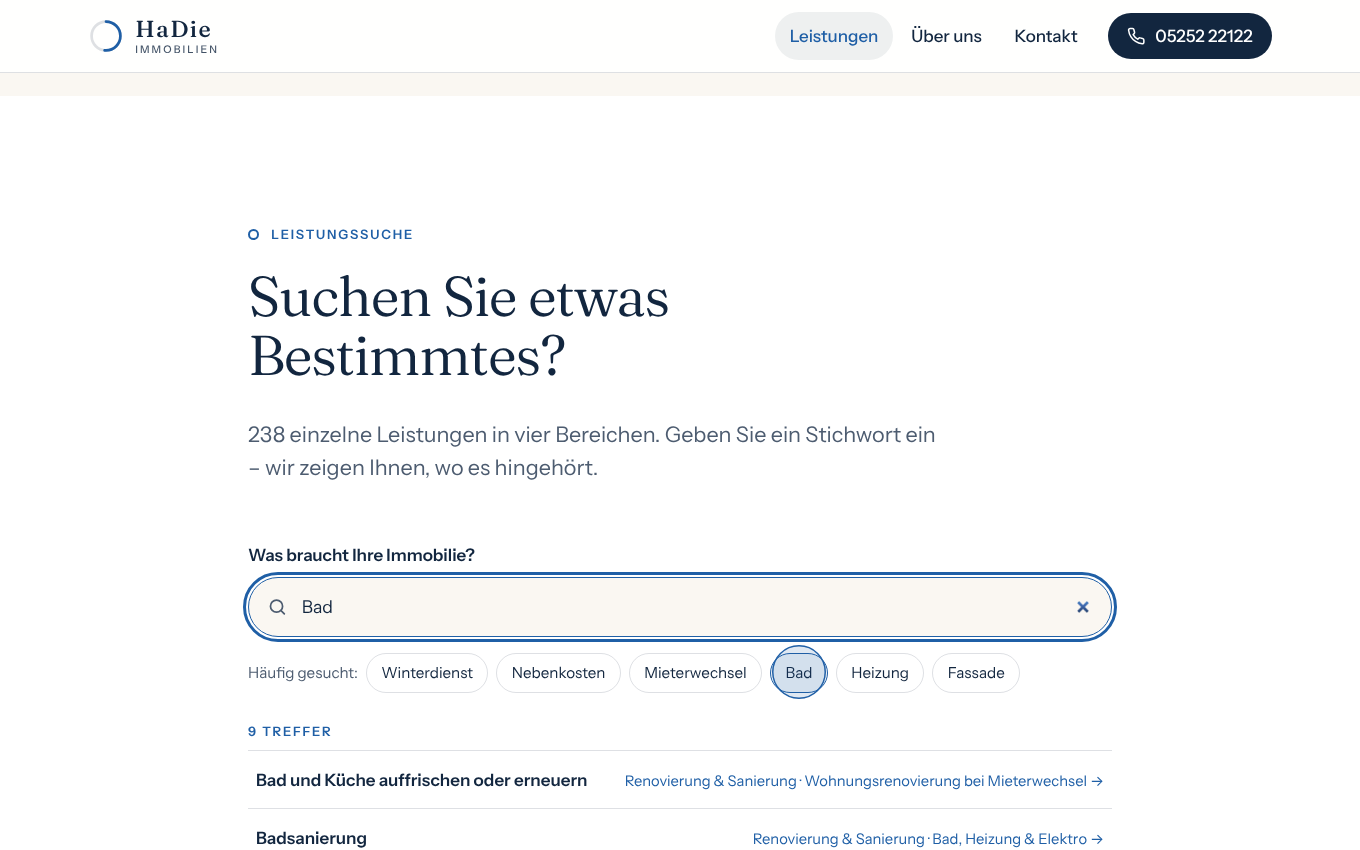 HaDie
IMMOBILIEN
Leistungen
Über uns
Kontakt
05252 22122
LEISTUNGSSUCHE
Suchen Sie etwas
Bestimmtes?
238 einzelne Leistungen in vier Bereichen. Geben Sie ein Stichwort ein
– wir zeigen Ihnen, wo es hingehört.
Was braucht Ihre Immobilie?
Bad
Häufig gesucht: Winterdienst Nebenkosten Mieterwechsel Bad Heizung Fassade
9 TREFFER
Bad und Küche auffrischen oder erneuern Renovierung & Sanierung · Wohnungsrenovierung bei Mieterwechsel →
Badsanierung Renovierung & Sanierung · Bad, Heizung & Elektro →